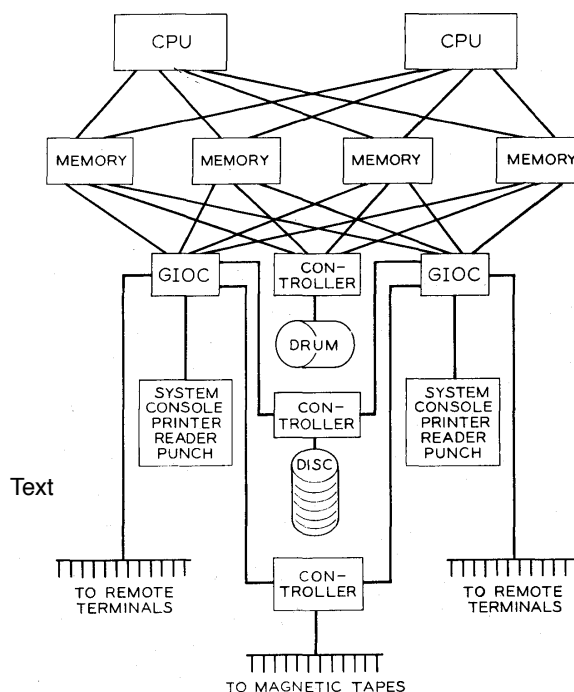 CPU
CPU
MEMORY
MEMORY
MEMORY
MEMORY
GIOC
CON-
TROLLER
GIOC
DRUM
SYSTEM
CONSOLE
PRINTER
READER
PUNCH
CON-
TROLLER
SYSTEM
CONSOLE
PRINTER
READER
PUNCH
DISC
Text
CON-
TROLLER
TO REMOTE
TERMINALS
TO REMOTE
TERMINALS
TO MAGNETIC TAPES